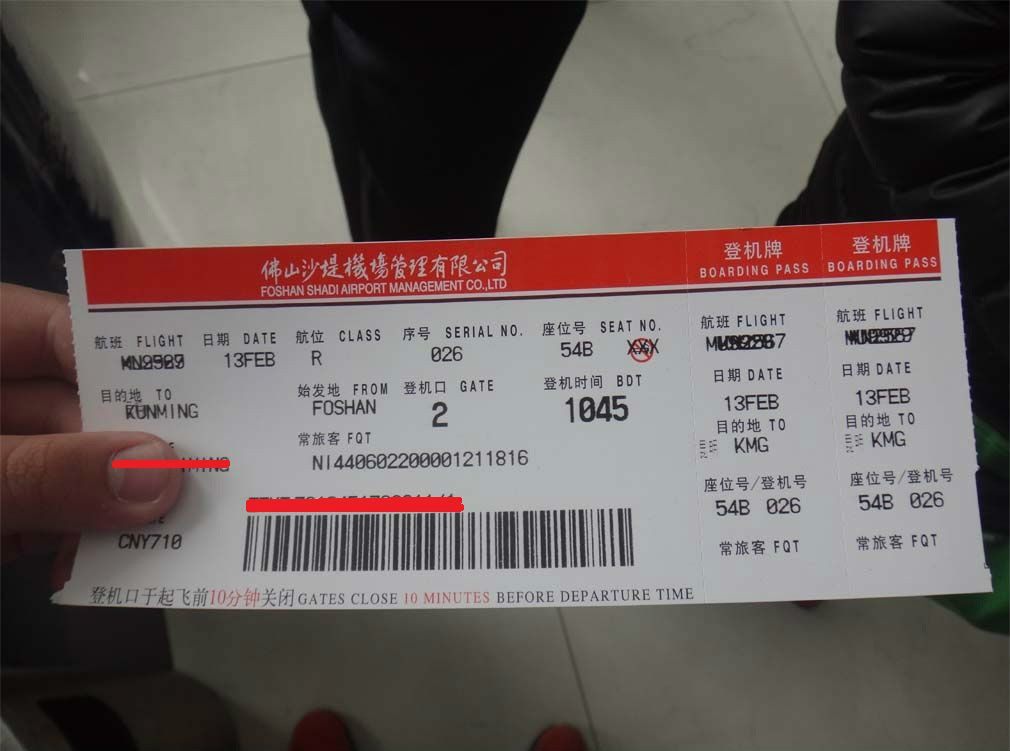 佛山沙堤機場管理有限公司
FOSHAN SHADI AIRPORT MANAGEMENT CO.,LTD
登机牌
BOARDING PASS
登机牌
BOARDING PASS
航班 FLIGHT 日期 DATE 航位 CLASS 序号 SERIAL NO. 座位号 SEAT NO.
13FEB R 026 54B XXX
目的地 TO 始发地 FROM 登机口 GATE 登机时间 BDT
KUNMING FOSHAN 2 1045
常旅客 FQT
NI440602200001211816
CNY710
登机口于起飞前10分钟关闭 GATES CLOSE 10 MINUTES BEFORE DEPARTURE TIME
航班 FLIGHT
日期 DATE
13FEB
目的地 TO
KMG
座位号/登机号
54B 026
常旅客 FQT
航班 FLIGHT
日期 DATE
13FEB
目的地 TO
KMG
座位号/登机号
54B 026
常旅客 FQT